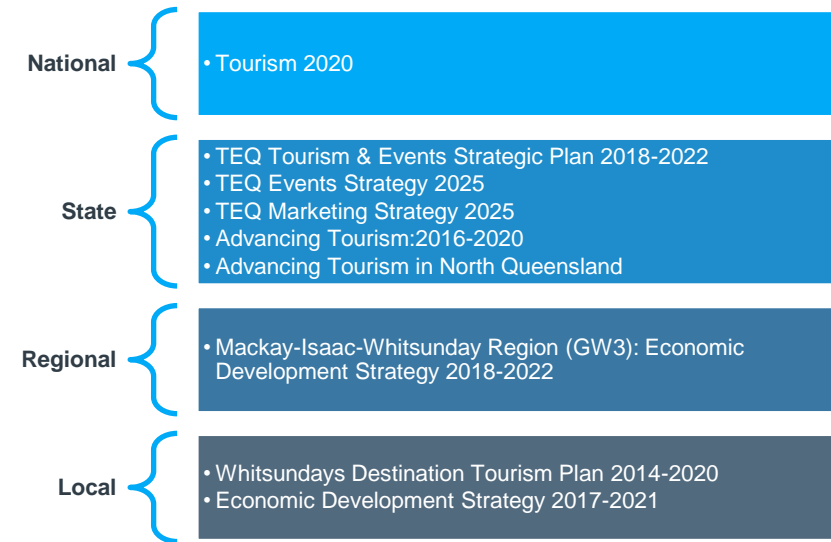 National
• Tourism 2020
State
• TEQ Tourism & Events Strategic Plan 2018-2022
• TEQ Events Strategy 2025
• TEQ Marketing Strategy 2025
• Advancing Tourism:2016-2020
• Advancing Tourism in North Queensland
Regional
• Mackay-Isaac-Whitsunday Region (GW3): Economic
Development Strategy 2018-2022
Local
• Whitsundays Destination Tourism Plan 2014-2020
• Economic Development Strategy 2017-2021